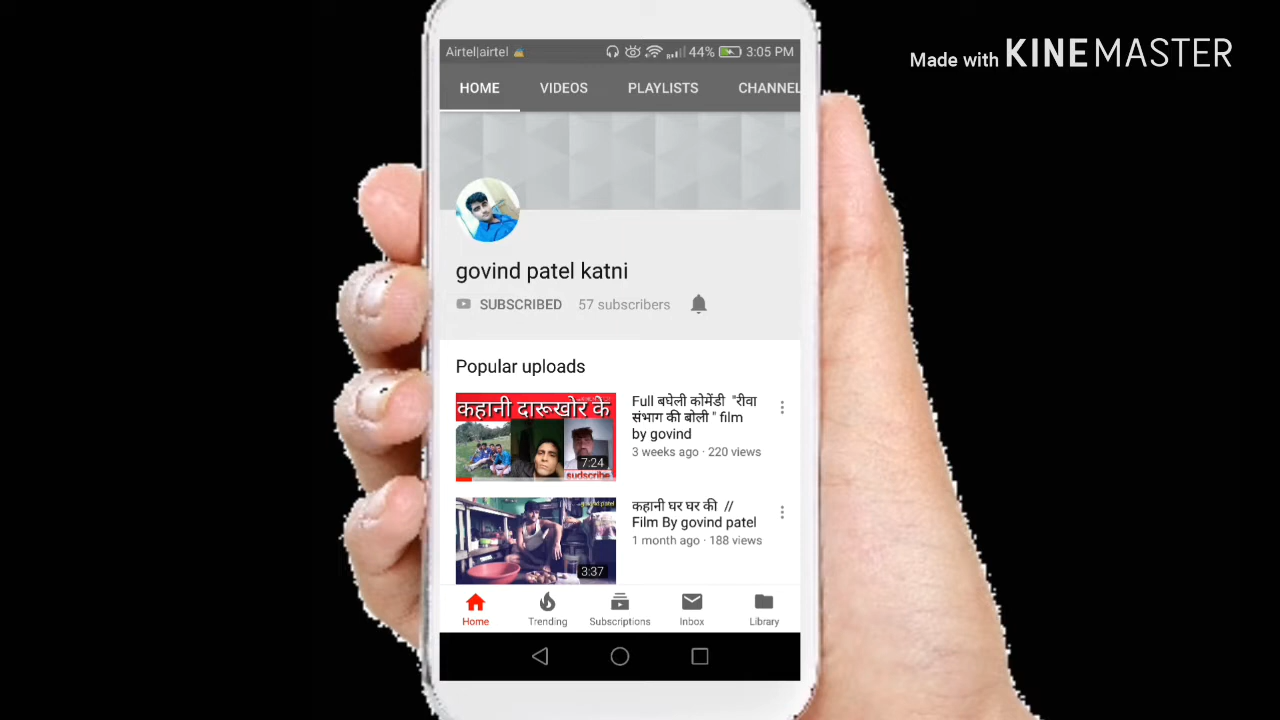 Made with KINEMASTER
Airtel|airtel 44% 3:05 PM
HOME VIDEOS PLAYLISTS CHANNEL
govind patel katni
SUBSCRIBED 57 subscribers
Popular uploads
कहानी दारूखोर के
7:24
sudscribe
Full बघेली कोमेंडी "रीवा
संभाग की बोली " film
by govind
3 weeks ago · 220 views
patel
3:37
कहानी घर घर की //
Film By govind patel
1 month ago · 188 views
Home Trending Subscriptions Inbox Library